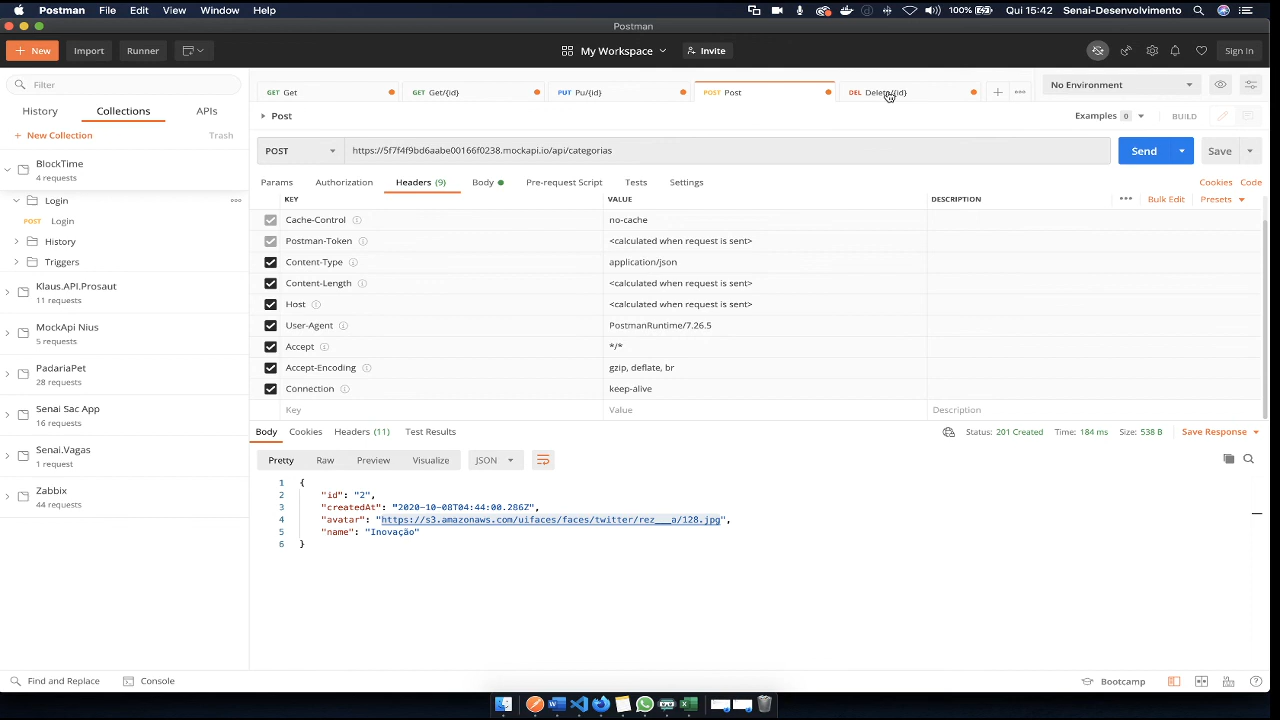 Postman File Edit View Window Help 100% Qui 15:42 Senai-Desenvolvimento
Postman
+ New Import Runner My Workspace Invite Sign In
Filter
GET Get GET Get/{id} PUT Pu/{id} POST Post DEL Delete/{id} No Environment
History Collections APIs
+ New Collection Trash
Post Examples 0 BUILD
POST https://5f7f4f9bd6aabe00166f0238.mockapi.io/api/categorias Send Save
BlockTime
4 requests
Login
POST Login
History
Triggers
Klaus.API.Prosaut
11 requests
MockApi Nius
5 requests
PadariaPet
28 requests
Senai Sac App
16 requests
Senai.Vagas
1 request
Zabbix
44 requests
Params Authorization Headers (9) Body Pre-request Script Tests Settings Cookies Code
KEY VALUE DESCRIPTION Bulk Edit Presets
Cache-Control no-cache
Postman-Token <calculated when request is sent>
Content-Type application/json
Content-Length <calculated when request is sent>
Host <calculated when request is sent>
User-Agent PostmanRuntime/7.26.5
Accept */*
Accept-Encoding gzip, deflate, br
Connection keep-alive
Key Value Description
Body Cookies Headers (11) Test Results Status: 201 Created Time: 184 ms Size: 538 B Save Response
Pretty Raw Preview Visualize JSON
1 {
2 "id": "2",
3 "createdAt": "2020-10-08T04:44:00.286Z",
4 "avatar": "https://s3.amazonaws.com/uifaces/faces/twitter/rez___a/128.jpg",
5 "name": "Inovação"
6 }
Find and Replace Console Bootcamp